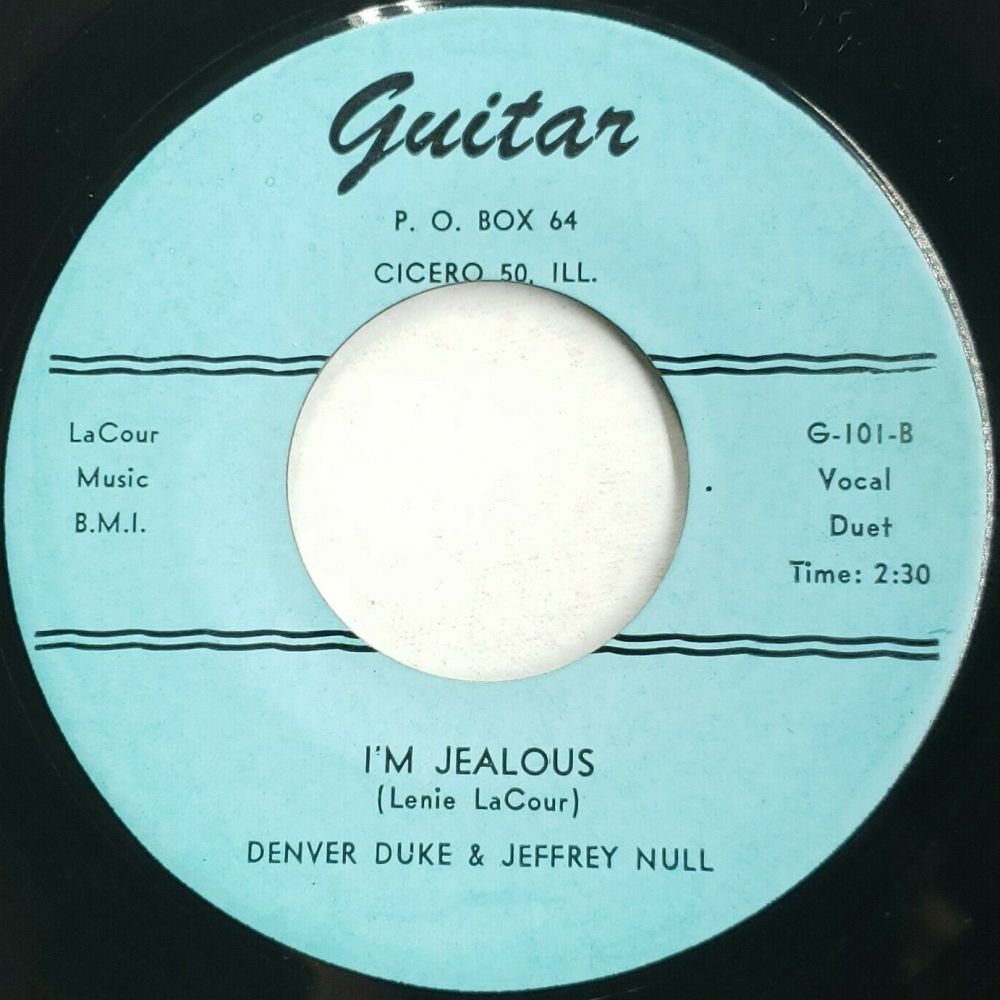 Guitar
P. O. BOX 64
CICERO 50, ILL.
LaCour
Music
B.M.I.
G-101-B
Vocal
Duet
Time: 2:30
I'M JEALOUS
(Lenie LaCour)
DENVER DUKE & JEFFREY NULL